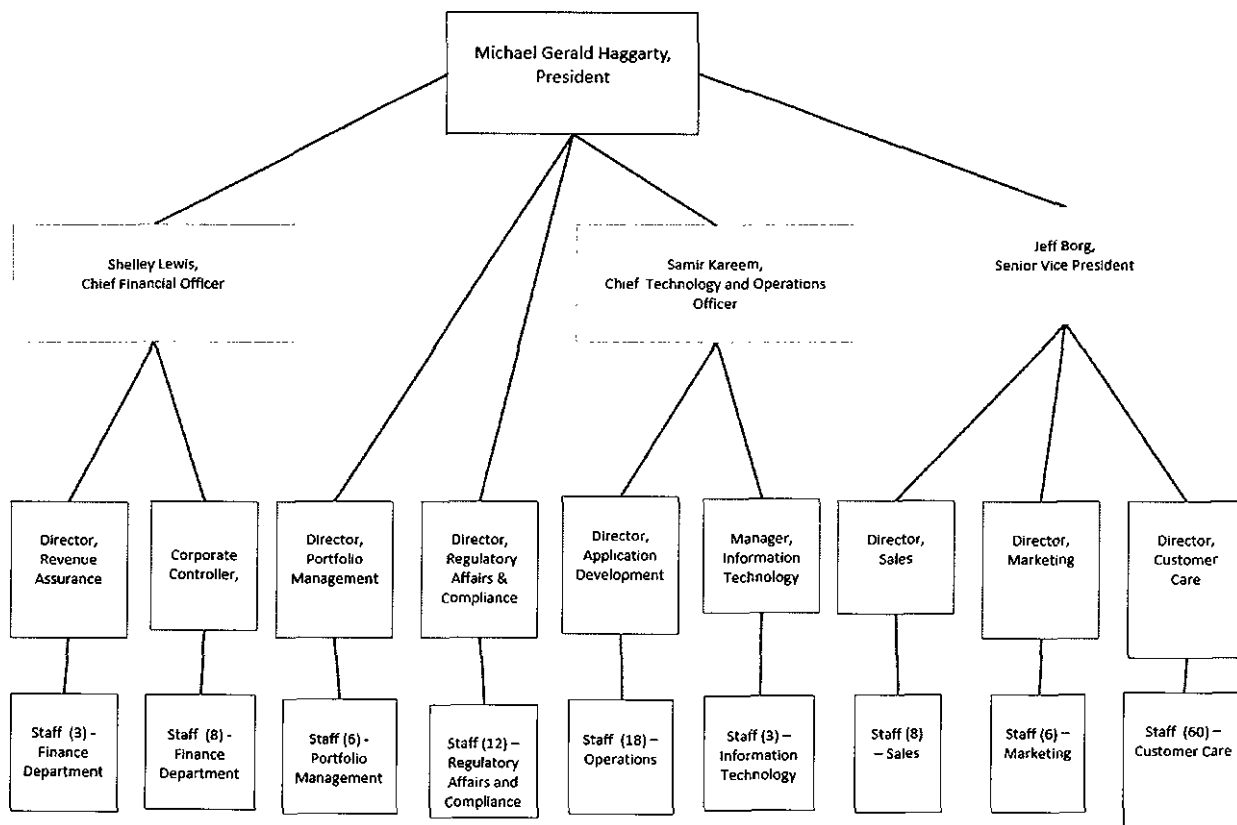 Michael Gerald Haggarty,
President
Shelley Lewis,
Chief Financial Officer
Samir Kareem,
Chief Technology and Operations
Officer
Jeff Borg,
Senior Vice President
Director,
Revenue
Assurance
Corporate
Controller,
Director,
Portfolio
Management
Director,
Regulatory
Affairs &
Compliance
Director,
Application
Development
Manager,
Information
Technology
Director,
Sales
Director,
Marketing
Director,
Customer
Care
Staff (3) -
Finance
Department
Staff (8) -
Finance
Department
Staff (6) -
Portfolio
Management
Staff (12) –
Regulatory
Affairs and
Compliance
Staff (18) –
Operations
Staff (3) –
Information
Technology
Staff (8)
– Sales
Staff (6) –
Marketing
Staff (60) –
Customer Care